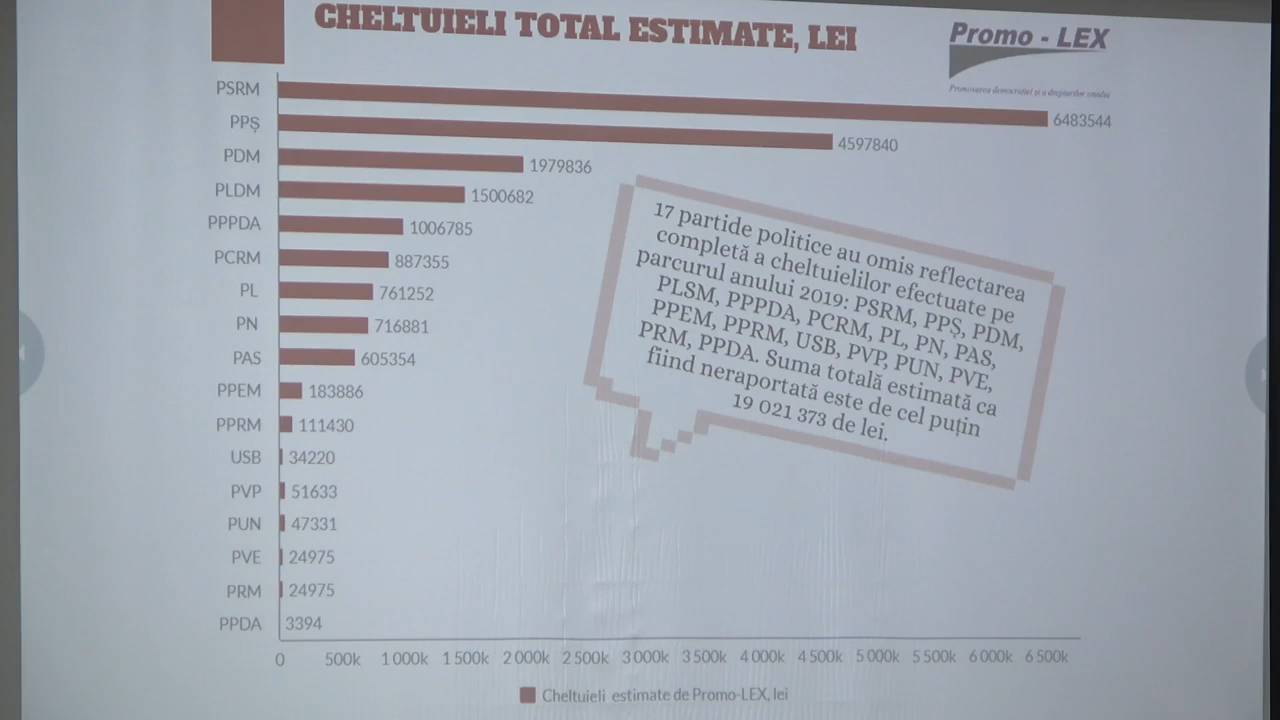 CHELTUIELI TOTAL ESTIMATE, LEI
Promo - LEX
Promovarea democrației și a drepturilor omului
PSRM 6483544
PPȘ 4597840
PDM 1979836
PLDM 1500682
PPPDA 1006785
PCRM 887355
PL 761252
PN 716881
PAS 605354
PPEM 183886
PPRM 111430
USB 34220
PVP 51633
PUN 47331
PVE 24975
PRM 24975
PPDA 3394
17 partide politice au omis reflectarea
completă a cheltuielilor efectuate pe
parcurul anului 2019: PSRM, PPȘ, PDM,
PLSM, PPPDA, PCRM, PL, PN, PAS,
PPEM, PPRM, USB, PVP, PUN, PVE,
PRM, PPDA. Suma totală estimată ca
fiind neraportată este de cel puțin
19 021 373 de lei.
0 500k 1 000k 1 500k 2 000k 2 500k 3 000k 3 500k 4 000k 4 500k 5 000k 5 500k 6 000k 6 500k
Cheltuieli estimate de Promo-LEX, lei